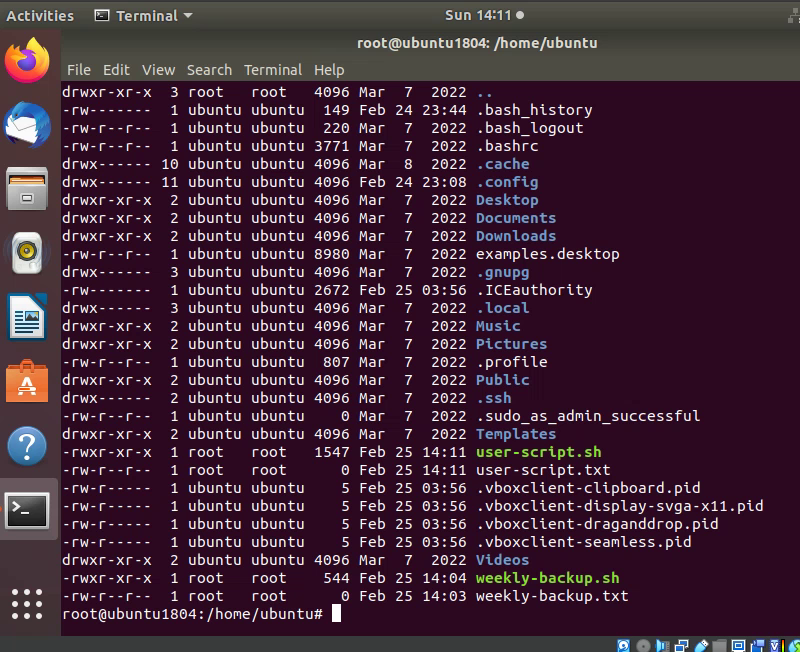 Activities Terminal Sun 14:11
root@ubuntu1804: /home/ubuntu
File Edit View Search Terminal Help
drwxr-xr-x 3 root root 4096 Mar 7 2022 ..
-rw------- 1 ubuntu ubuntu 149 Feb 24 23:44 .bash_history
-rw-r--r-- 1 ubuntu ubuntu 220 Mar 7 2022 .bash_logout
-rw-r--r-- 1 ubuntu ubuntu 3771 Mar 7 2022 .bashrc
drwx------ 10 ubuntu ubuntu 4096 Mar 8 2022 .cache
drwx------ 11 ubuntu ubuntu 4096 Feb 24 23:08 .config
drwxr-xr-x 2 ubuntu ubuntu 4096 Mar 7 2022 Desktop
drwxr-xr-x 2 ubuntu ubuntu 4096 Mar 7 2022 Documents
drwxr-xr-x 2 ubuntu ubuntu 4096 Mar 7 2022 Downloads
-rw-r--r-- 1 ubuntu ubuntu 8980 Mar 7 2022 examples.desktop
drwx------ 3 ubuntu ubuntu 4096 Mar 7 2022 .gnupg
-rw------- 1 ubuntu ubuntu 2672 Feb 25 03:56 .ICEauthority
drwx------ 3 ubuntu ubuntu 4096 Mar 7 2022 .local
drwxr-xr-x 2 ubuntu ubuntu 4096 Mar 7 2022 Music
drwxr-xr-x 2 ubuntu ubuntu 4096 Mar 7 2022 Pictures
-rw-r--r-- 1 ubuntu ubuntu 807 Mar 7 2022 .profile
drwxr-xr-x 2 ubuntu ubuntu 4096 Mar 7 2022 Public
drwx------ 2 ubuntu ubuntu 4096 Mar 7 2022 .ssh
-rw-r--r-- 1 ubuntu ubuntu 0 Mar 7 2022 .sudo_as_admin_successful
drwxr-xr-x 2 ubuntu ubuntu 4096 Mar 7 2022 Templates
-rwxr-xr-x 1 root root 1547 Feb 25 14:11 user-script.sh
-rw-r--r-- 1 root root 0 Feb 25 14:11 user-script.txt
-rw-r----- 1 ubuntu ubuntu 5 Feb 25 03:56 .vboxclient-clipboard.pid
-rw-r----- 1 ubuntu ubuntu 5 Feb 25 03:56 .vboxclient-display-svga-x11.pid
-rw-r----- 1 ubuntu ubuntu 5 Feb 25 03:56 .vboxclient-draganddrop.pid
-rw-r----- 1 ubuntu ubuntu 5 Feb 25 03:56 .vboxclient-seamless.pid
drwxr-xr-x 2 ubuntu ubuntu 4096 Mar 7 2022 Videos
-rwxr-xr-x 1 root root 544 Feb 25 14:04 weekly-backup.sh
-rw-r--r-- 1 root root 0 Feb 25 14:03 weekly-backup.txt
root@ubuntu1804:/home/ubuntu#